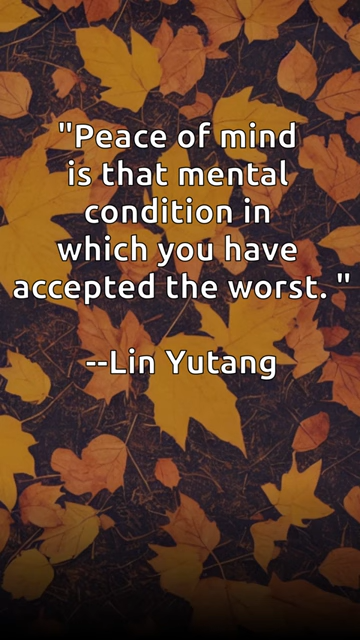 "Peace of mind
is that mental
condition in
which you have
accepted the worst. "
--Lin Yutang